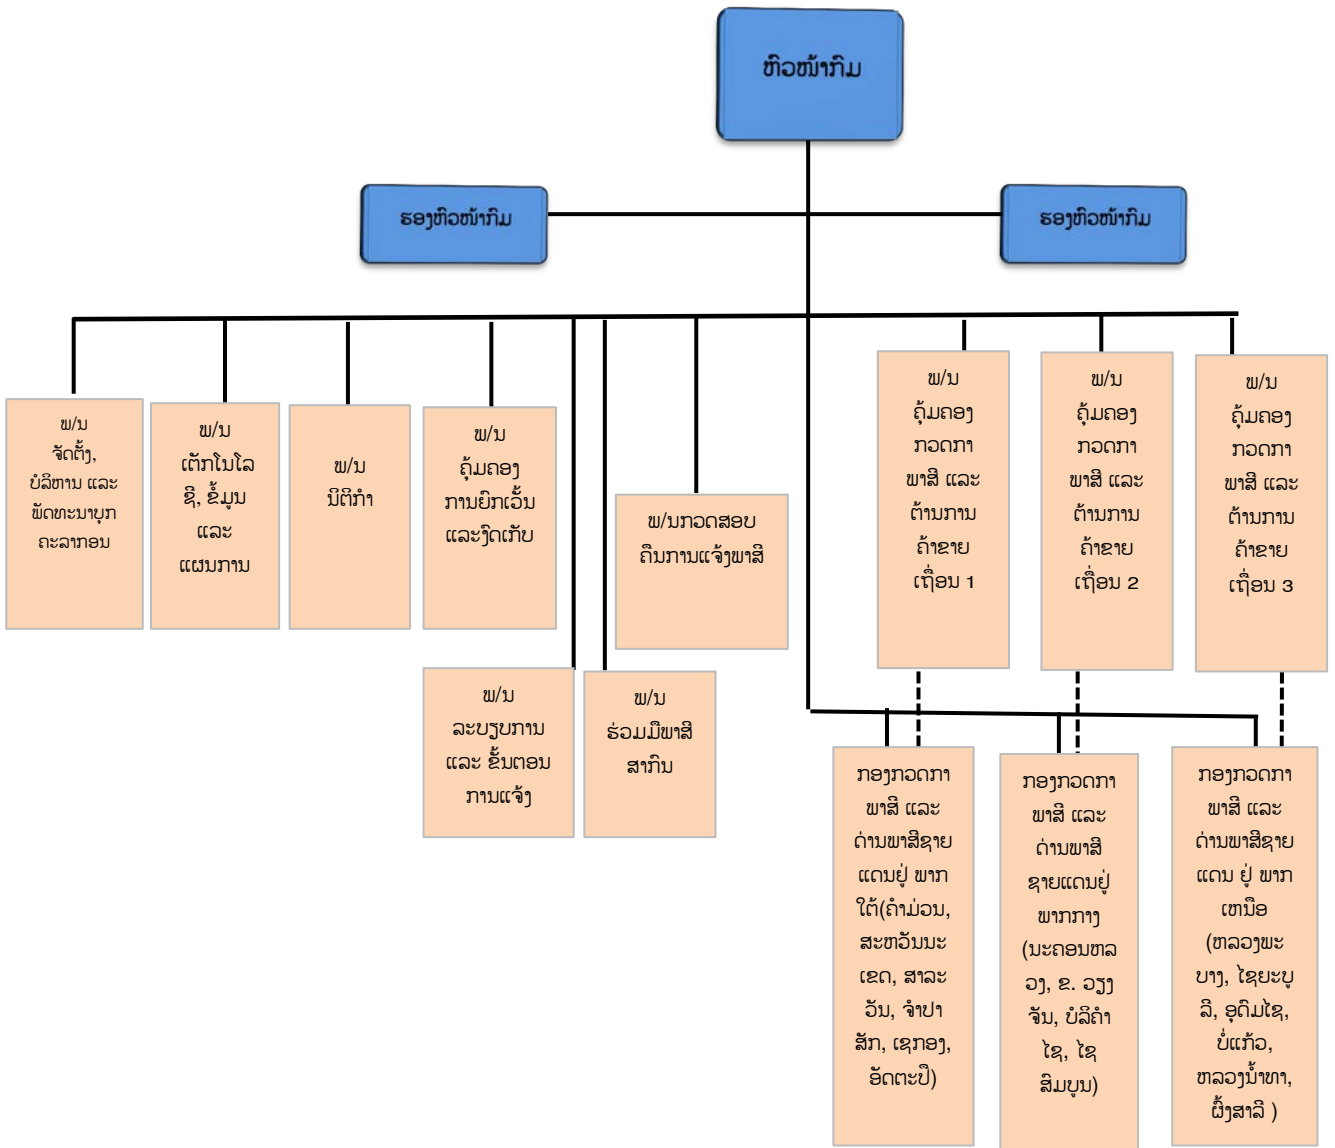 ຫົວໜ້າກົມ
ຮອງຫົວໜ້າກົມ
ຮອງຫົວໜ້າກົມ
ພ/ນ
ຈັດຕັ້ງ,
ບໍລິຫານ ແລະ
ພັດທະນາບຸກ
ຄະລາກອນ
ພ/ນ
ເຕັກໂນໂລ
ຊີ, ຂໍ້ມູນ
ແລະ
ແຜນການ
ພ/ນ
ນິຕິກຳ
ພ/ນ
ຄຸ້ມຄອງ
ການຍົກເວັ້ນ
ແລະງົດເກັບ
ພ/ນ
ລະບຽບການ
ແລະ ຂັ້ນຕອນ
ການແຈ້ງ
ພ/ນ
ຮ່ວມມືພາສີ
ສາກົນ
ພ/ນກວດສອບ
ຄືນການແຈ້ງພາສີ
ພ/ນ
ຄຸ້ມຄອງ
ກວດກາ
ພາສີ ແລະ
ຕ້ານການ
ຄ້າຂາຍ
ເຖື່ອນ 1
ພ/ນ
ຄຸ້ມຄອງ
ກວດກາ
ພາສີ ແລະ
ຕ້ານການ
ຄ້າຂາຍ
ເຖື່ອນ 2
ພ/ນ
ຄຸ້ມຄອງ
ກວດກາ
ພາສີ ແລະ
ຕ້ານການ
ຄ້າຂາຍ
ເຖື່ອນ 3
ກອງກວດກາ
ພາສີ ແລະ
ດ່ານພາສີຊາຍ
ແດນຢູ່ ພາກ
ໃຕ້(ຄຳມ່ວນ,
ສະຫວັນນະ
ເຂດ, ສາລະ
ວັນ, ຈຳປາ
ສັກ, ເຊກອງ,
ອັດຕະປື)
ກອງກວດກາ
ພາສີ ແລະ
ດ່ານພາສີ
ຊາຍແດນຢູ່
ພາກກາງ
(ນະຄອນຫລ
ວງ, ຂ. ວຽງ
ຈັນ, ບໍລິຄຳ
ໄຊ, ໄຊ
ສົມບູນ)
ກອງກວດກາ
ພາສີ ແລະ
ດ່ານພາສີຊາຍ
ແດນ ຢູ່ ພາກ
ເຫນືອ
(ຫລວງພະ
ບາງ, ໄຊຍະບູ
ລີ, ອຸດົມໄຊ,
ບໍ່ແກ້ວ,
ຫລວງນ້ຳທາ,
ຜົ້ງສາລີ )